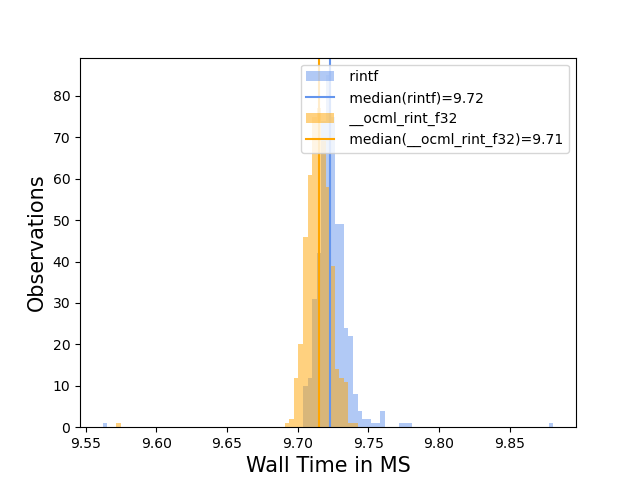 rintf
median(rintf)=9.72
__ocml_rint_f32
median(__ocml_rint_f32)=9.71
Observations
80
70
60
50
40
30
20
10
0
9.55 9.60 9.65 9.70 9.75 9.80 9.85
Wall Time in MS